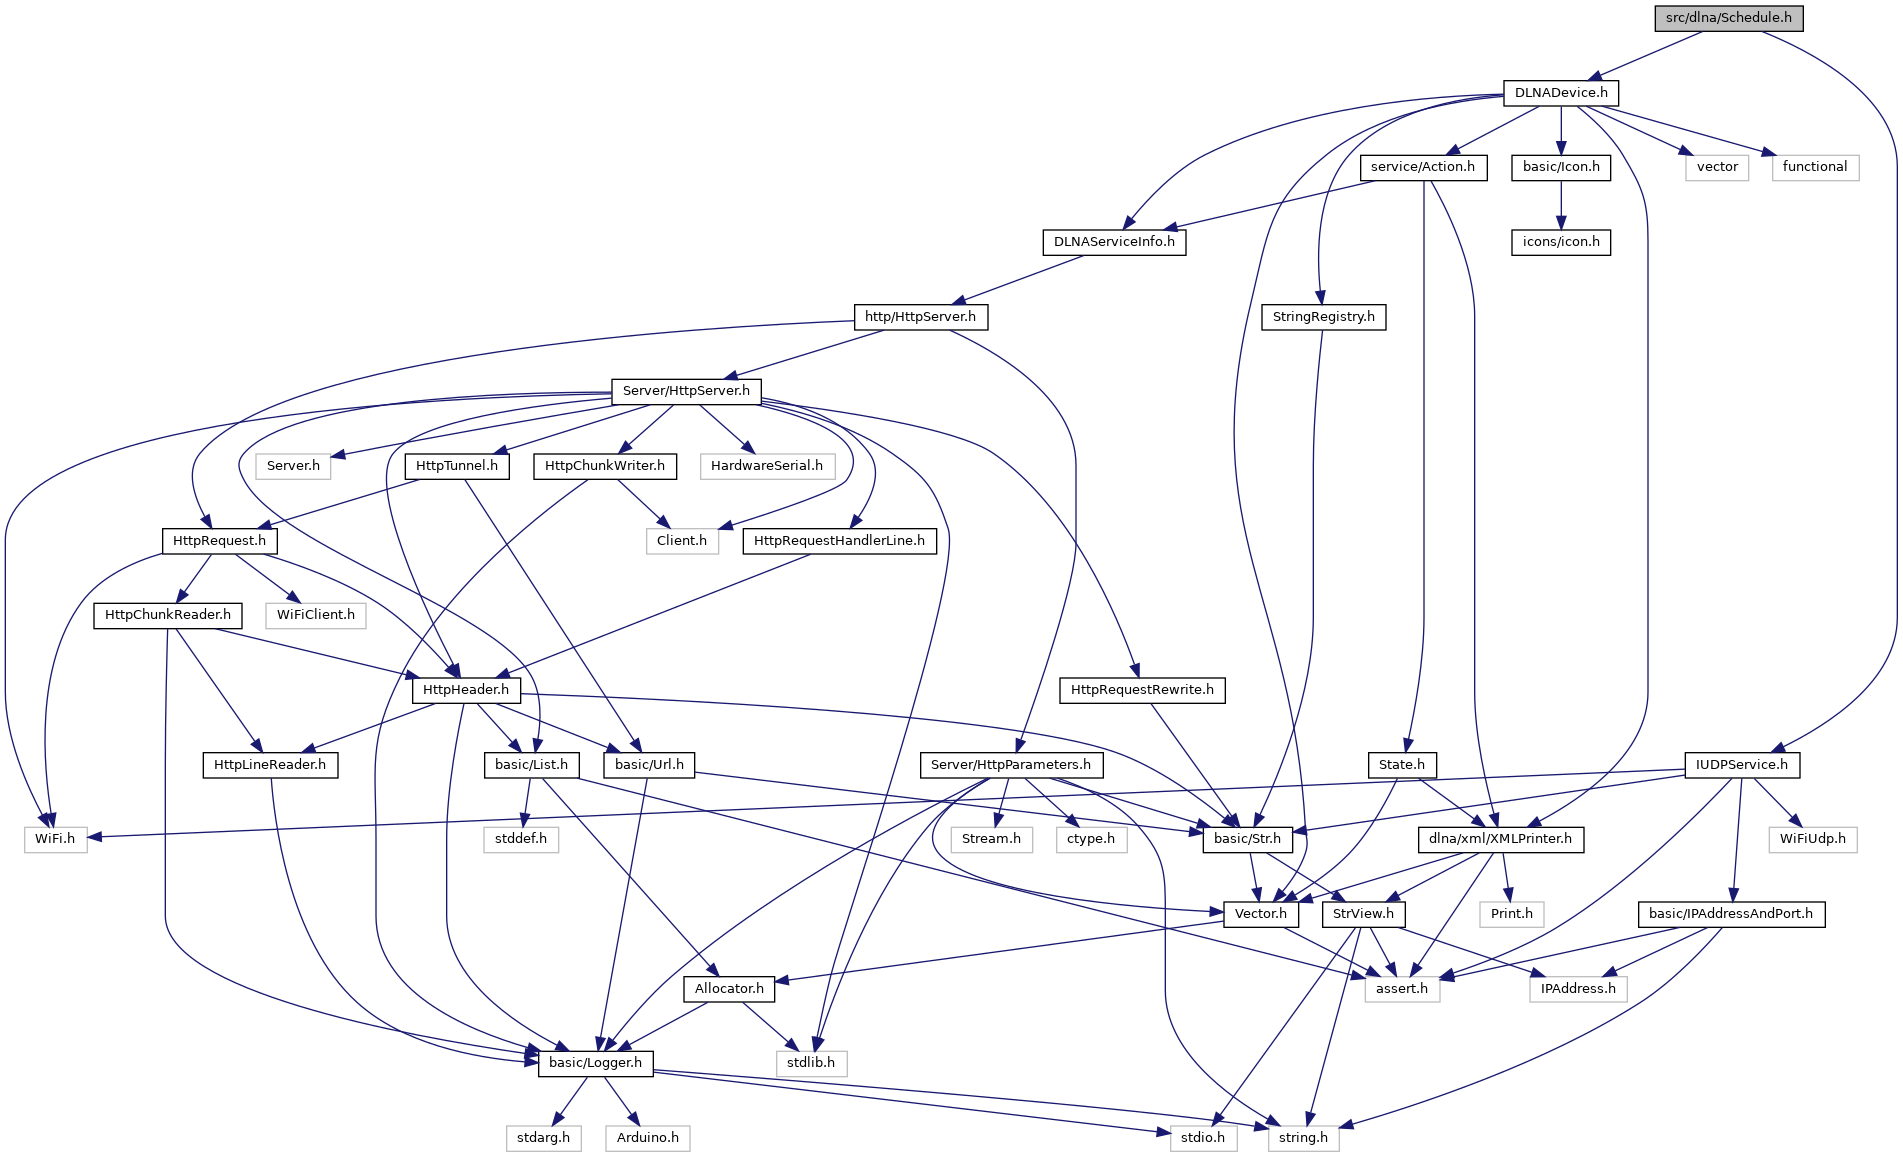 src/dlna/Schedule.h
DLNADevice.h
service/Action.h
basic/Icon.h
vector
functional
DLNAServiceInfo.h
icons/icon.h
http/HttpServer.h
StringRegistry.h
Server/HttpServer.h
Server.h
HttpTunnel.h
HttpChunkWriter.h
HardwareSerial.h
HttpRequest.h
Client.h
HttpRequestHandlerLine.h
HttpChunkReader.h
WiFiClient.h
HttpHeader.h
HttpRequestRewrite.h
HttpLineReader.h
basic/List.h
basic/Url.h
Server/HttpParameters.h
State.h
IUDPService.h
WiFi.h
stddef.h
Stream.h
ctype.h
basic/Str.h
dlna/xml/XMLPrinter.h
WiFiUdp.h
Vector.h
StrView.h
Print.h
basic/IPAddressAndPort.h
Allocator.h
assert.h
IPAddress.h
basic/Logger.h
stdlib.h
stdarg.h
Arduino.h
stdio.h
string.h